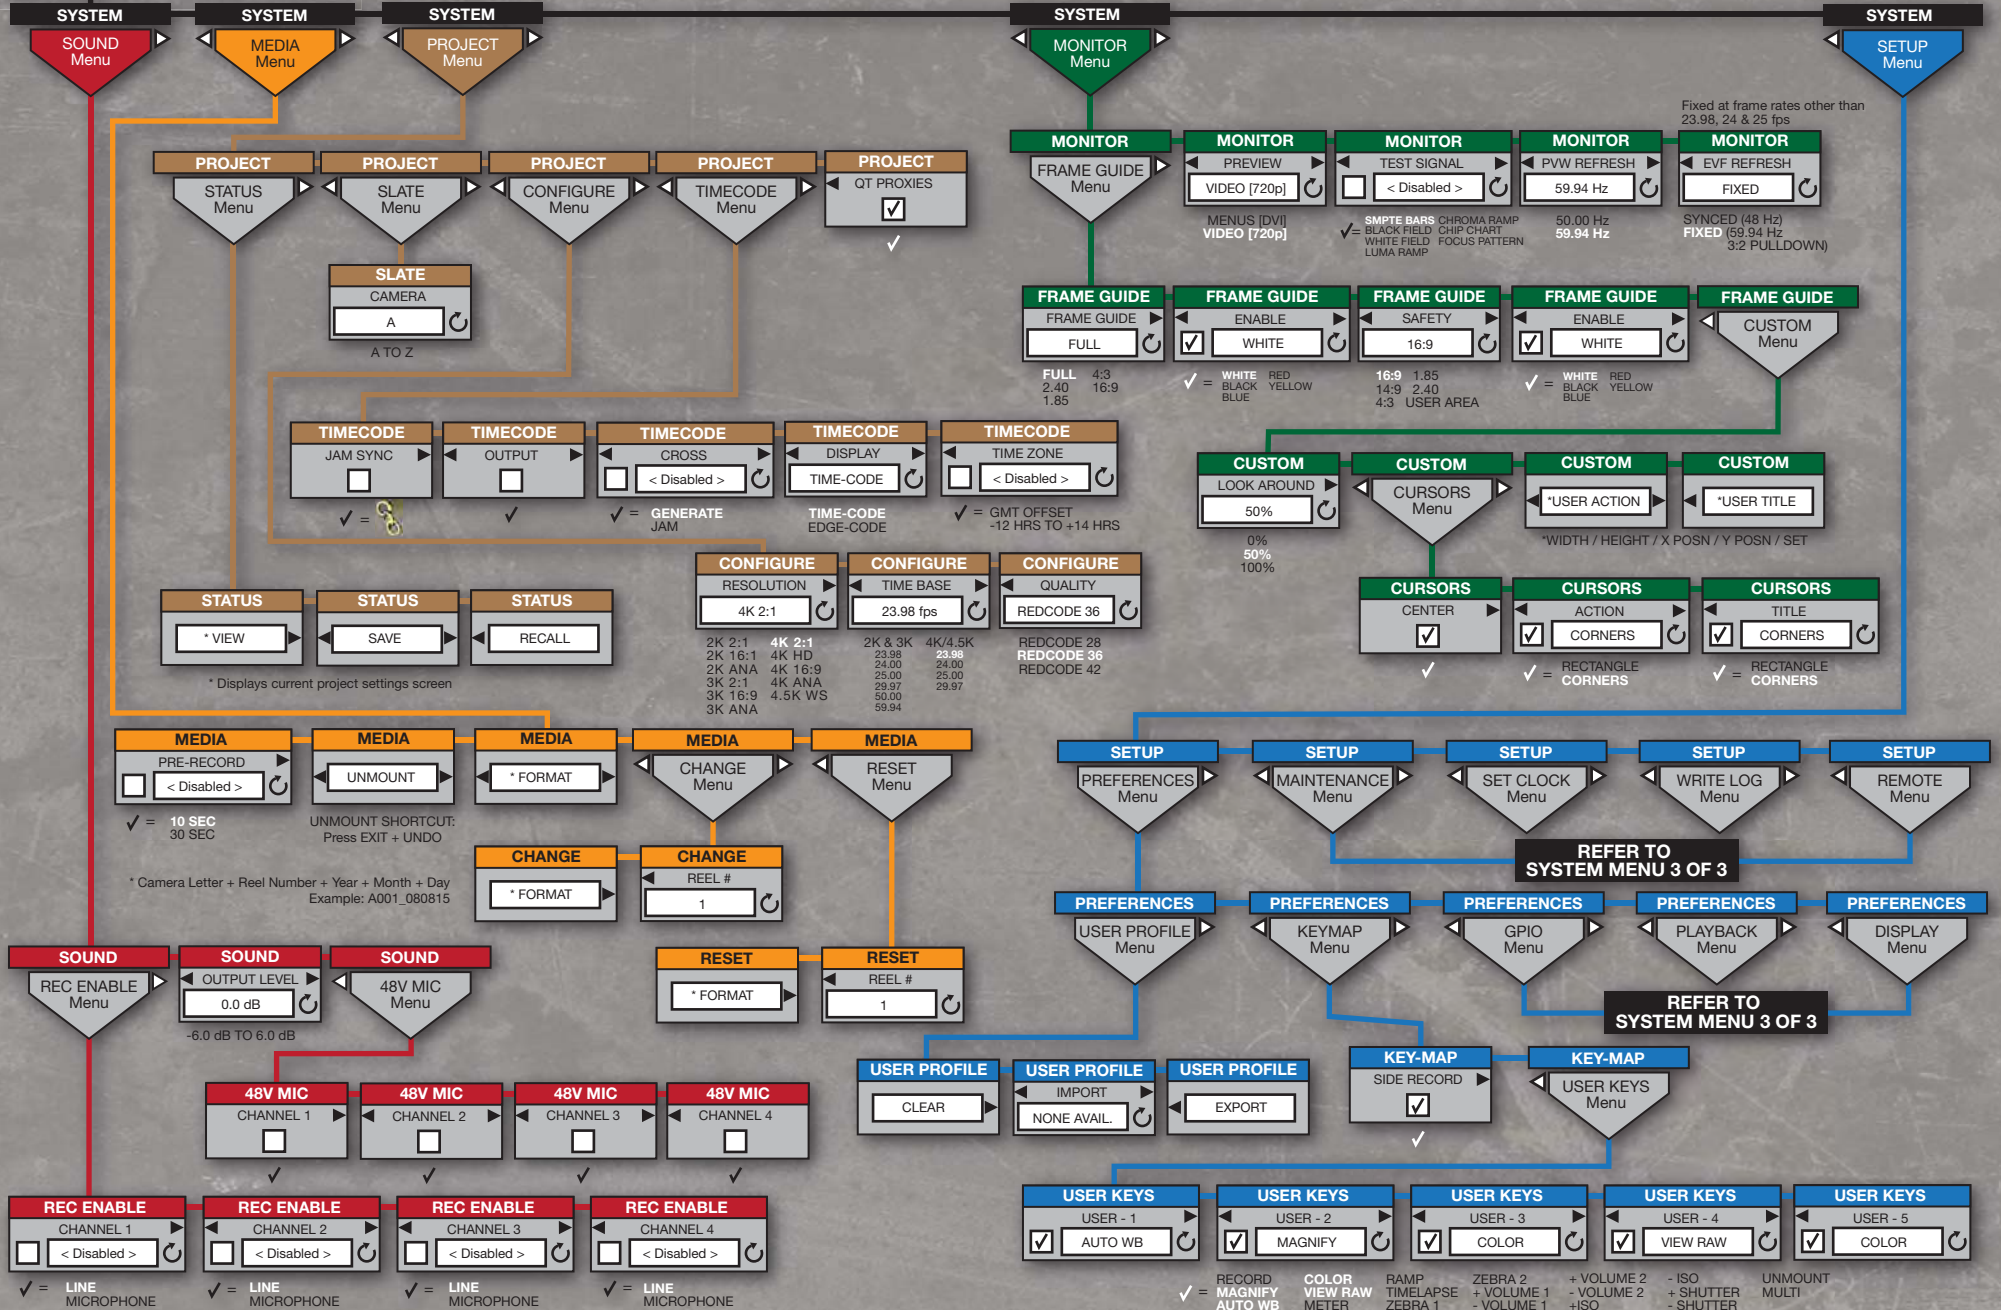 SYSTEM
SOUND
Menu
SYSTEM
MEDIA
Menu
SYSTEM
PROJECT
Menu
SYSTEM
MONITOR
Menu
SYSTEM
SETUP
Menu
Fixed at frame rates other than
23.98, 24 & 25 fps
PROJECT
STATUS
Menu
PROJECT
SLATE
Menu
PROJECT
CONFIGURE
Menu
PROJECT
TIMECODE
Menu
PROJECT
QT PROXIES
MONITOR
FRAME GUIDE
Menu
MONITOR
PREVIEW
VIDEO [720p]
MENUS [DVI]
VIDEO [720p]
MONITOR
TEST SIGNAL
< Disabled >
SMPTE BARS CHROMA RAMP
= BLACK FIELD CHIP CHART
WHITE FIELD FOCUS PATTERN
LUMA RAMP
MONITOR
PVW REFRESH
59.94 Hz
50.00 Hz
59.94 Hz
MONITOR
EVF REFRESH
FIXED
SYNCED (48 Hz)
FIXED (59.94 Hz
3:2 PULLDOWN)
SLATE
CAMERA
A
A TO Z
FRAME GUIDE
FRAME GUIDE
FULL
FULL 4:3
2.40 16:9
1.85
FRAME GUIDE
ENABLE
WHITE
= WHITE RED
BLACK YELLOW
BLUE
FRAME GUIDE
SAFETY
16:9
16:9 1.85
14:9 2.40
4:3 USER AREA
FRAME GUIDE
ENABLE
WHITE
= WHITE RED
BLACK YELLOW
BLUE
FRAME GUIDE
CUSTOM
Menu
TIMECODE
JAM SYNC
=
TIMECODE
OUTPUT
TIMECODE
CROSS
< Disabled >
= GENERATE
JAM
TIMECODE
DISPLAY
TIME-CODE
TIME-CODE
EDGE-CODE
TIMECODE
TIME ZONE
< Disabled >
= GMT OFFSET
-12 HRS TO +14 HRS
CUSTOM
LOOK AROUND
50%
0%
50%
100%
CUSTOM
CURSORS
Menu
CUSTOM
*USER ACTION
CUSTOM
*USER TITLE
*WIDTH / HEIGHT / X POSN / Y POSN / SET
CONFIGURE
RESOLUTION
4K 2:1
2K 2:1 4K 2:1
2K 16:1 4K HD
2K ANA 4K 16:9
3K 2:1 4K ANA
3K 16:9 4.5K WS
3K ANA
CONFIGURE
TIME BASE
23.98 fps
2K & 3K 4K/4.5K
23.98 23.98
24.00 24.00
25.00 25.00
29.97 29.97
50.00
59.94
CONFIGURE
QUALITY
REDCODE 36
REDCODE 28
REDCODE 36
REDCODE 42
CURSORS
CENTER
CURSORS
ACTION
CORNERS
= RECTANGLE
CORNERS
CURSORS
TITLE
CORNERS
= RECTANGLE
CORNERS
STATUS
* VIEW
STATUS
SAVE
STATUS
RECALL
* Displays current project settings screen
MEDIA
PRE-RECORD
< Disabled >
= 10 SEC
30 SEC
MEDIA
UNMOUNT
UNMOUNT SHORTCUT:
Press EXIT + UNDO
MEDIA
* FORMAT
MEDIA
CHANGE
Menu
MEDIA
RESET
Menu
SETUP
PREFERENCES
Menu
SETUP
MAINTENANCE
Menu
SETUP
SET CLOCK
Menu
SETUP
WRITE LOG
Menu
SETUP
REMOTE
Menu
REFER TO
SYSTEM MENU 3 OF 3
CHANGE
* FORMAT
CHANGE
REEL #
1
* Camera Letter + Reel Number + Year + Month + Day
Example: A001_080815
PREFERENCES
USER PROFILE
Menu
PREFERENCES
KEYMAP
Menu
PREFERENCES
GPIO
Menu
PREFERENCES
PLAYBACK
Menu
PREFERENCES
DISPLAY
Menu
REFER TO
SYSTEM MENU 3 OF 3
SOUND
REC ENABLE
Menu
SOUND
OUTPUT LEVEL
0.0 dB
-6.0 dB TO 6.0 dB
SOUND
48V MIC
Menu
RESET
* FORMAT
RESET
REEL #
1
USER PROFILE
CLEAR
USER PROFILE
IMPORT
NONE AVAIL.
USER PROFILE
EXPORT
KEY-MAP
SIDE RECORD
KEY-MAP
USER KEYS
Menu
48V MIC
CHANNEL 1
48V MIC
CHANNEL 2
48V MIC
CHANNEL 3
48V MIC
CHANNEL 4
REC ENABLE
CHANNEL 1
< Disabled >
= LINE
MICROPHONE
REC ENABLE
CHANNEL 2
< Disabled >
= LINE
MICROPHONE
REC ENABLE
CHANNEL 3
< Disabled >
= LINE
MICROPHONE
REC ENABLE
CHANNEL 4
< Disabled >
= LINE
MICROPHONE
USER KEYS
USER - 1
AUTO WB
USER KEYS
USER - 2
MAGNIFY
USER KEYS
USER - 3
COLOR
USER KEYS
USER - 4
VIEW RAW
USER KEYS
USER - 5
COLOR
RECORD COLOR RAMP ZEBRA 2 + VOLUME 2 - ISO UNMOUNT
= MAGNIFY VIEW RAW TIMELAPSE + VOLUME 1 - VOLUME 2 + SHUTTER MULTI
AUTO WB METER ZEBRA 1 - VOLUME 1 +ISO - SHUTTER